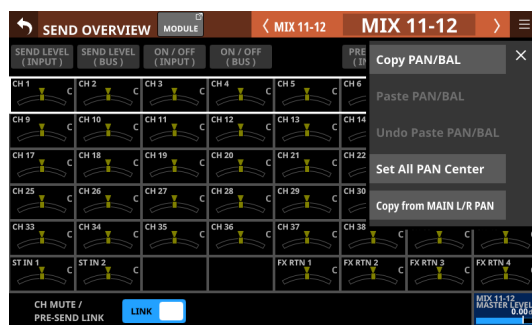 SEND OVERVIEW MODULE MIX 11-12 MIX 11-12
SEND LEVEL SEND LEVEL ON / OFF ON / OFF PRE
( INPUT ) ( BUS ) ( INPUT ) ( BUS )
Copy PAN/BAL
Paste PAN/BAL
Undo Paste PAN/BAL
Set All PAN Center
Copy from MAIN L/R PAN
CH 1 C CH 2 C CH 3 C CH 4 C CH 5 C CH 6
CH 9 C CH 10 C CH 11 C CH 12 C CH 13 C CH 14
CH 17 C CH 18 C CH 19 C CH 20 C CH 21 C CH 22
CH 25 C CH 26 C CH 27 C CH 28 C CH 29 C CH 30
CH 33 C CH 34 C CH 35 C CH 36 C CH 37 C CH 38 C C C
ST IN 1 C ST IN 2 C FX RTN 1 C FX RTN 2 C FX RTN 3 C FX RTN 4 C
CH MUTE /
PRE-SEND LINK
LINK
MIX 11-12
MASTER LEVEL
0.00